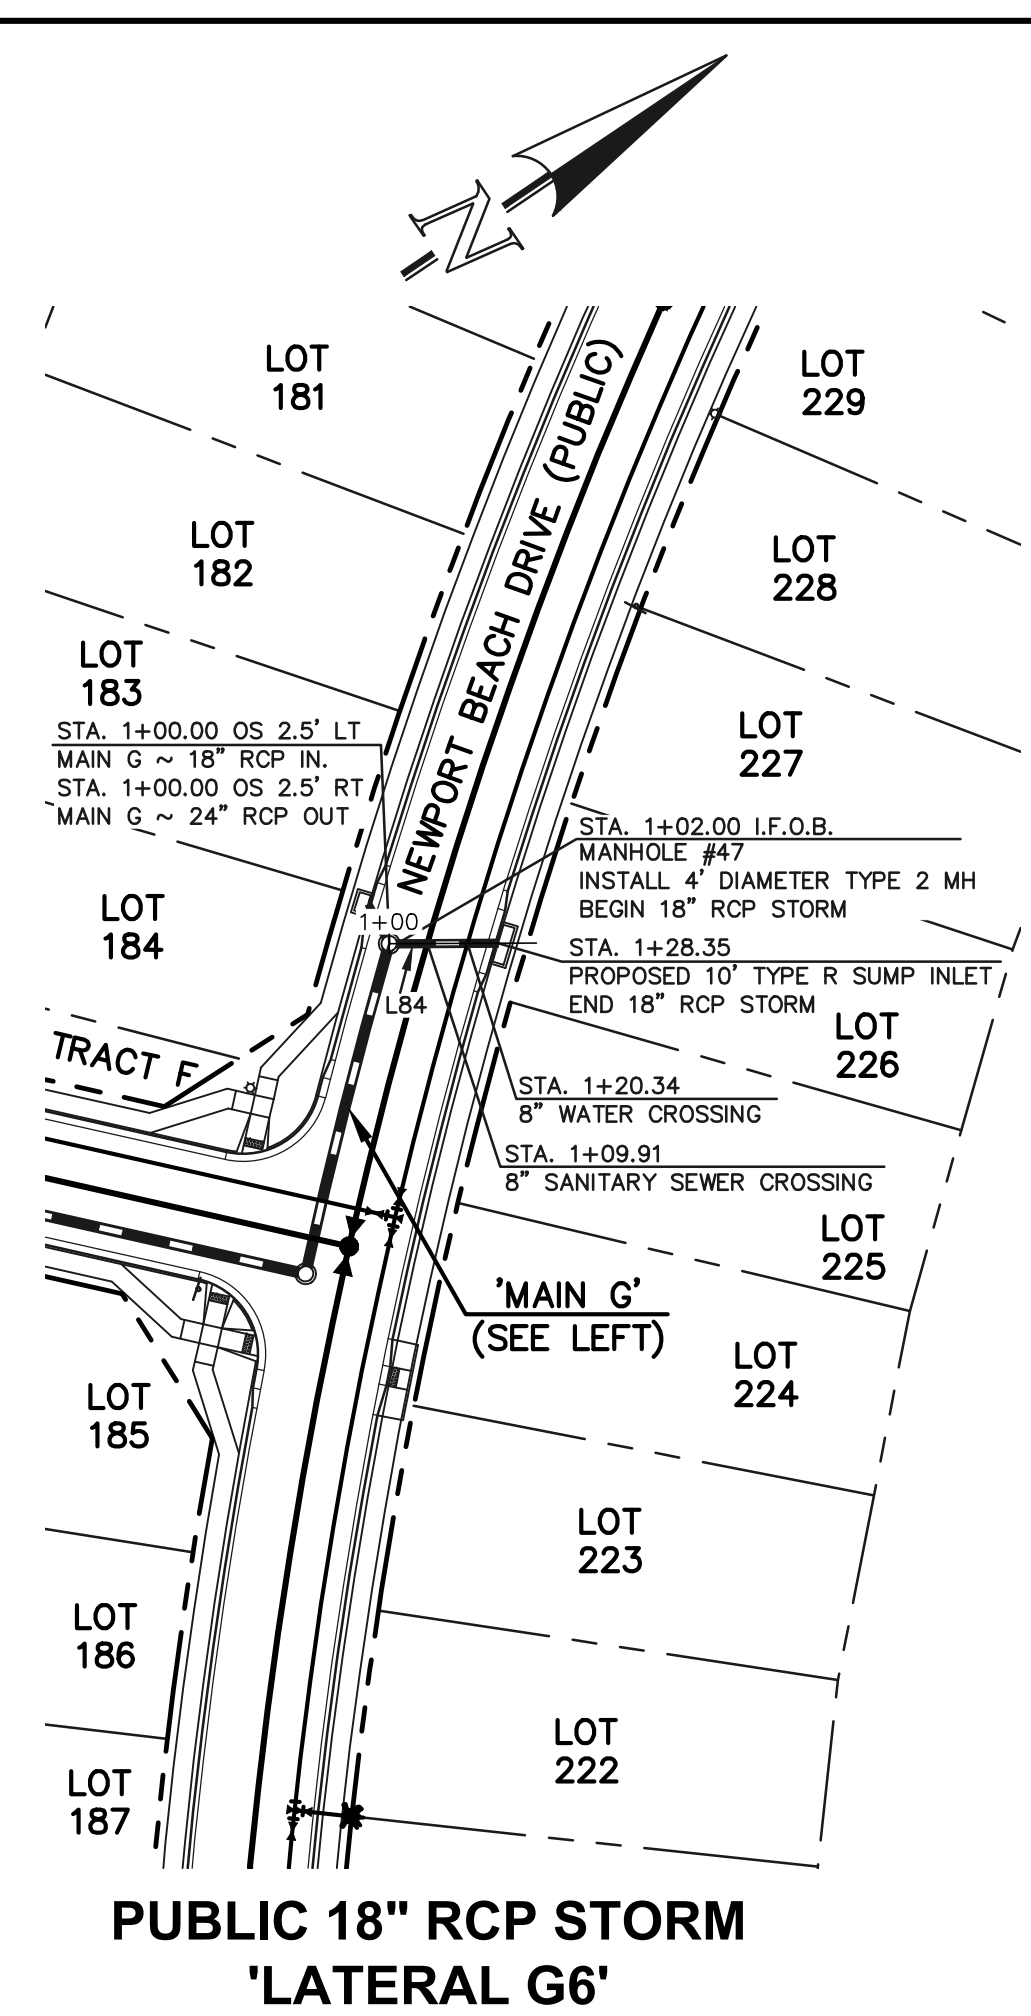 N
LOT
181
NEWPORT BEACH DRIVE (PUBLIC)
LOT
229
LOT
182
LOT
228
LOT
183
STA. 1+00.00 OS 2.5' LT
MAIN G ~ 18" RCP IN.
STA. 1+00.00 OS 2.5' RT
MAIN G ~ 24" RCP OUT
LOT
227
STA. 1+02.00 I.F.O.B.
MANHOLE #47
INSTALL 4' DIAMETER TYPE 2 MH
BEGIN 18" RCP STORM
LOT
184
1+00
STA. 1+28.35
PROPOSED 10' TYPE R SUMP INLET
END 18" RCP STORM
L84
LOT
226
TRACT F
STA. 1+20.34
8" WATER CROSSING
STA. 1+09.91
8" SANITARY SEWER CROSSING
LOT
225
'MAIN G'
(SEE LEFT)
LOT
224
LOT
185
LOT
223
LOT
186
LOT
222
LOT
187
PUBLIC 18" RCP STORM
'LATERAL G6'